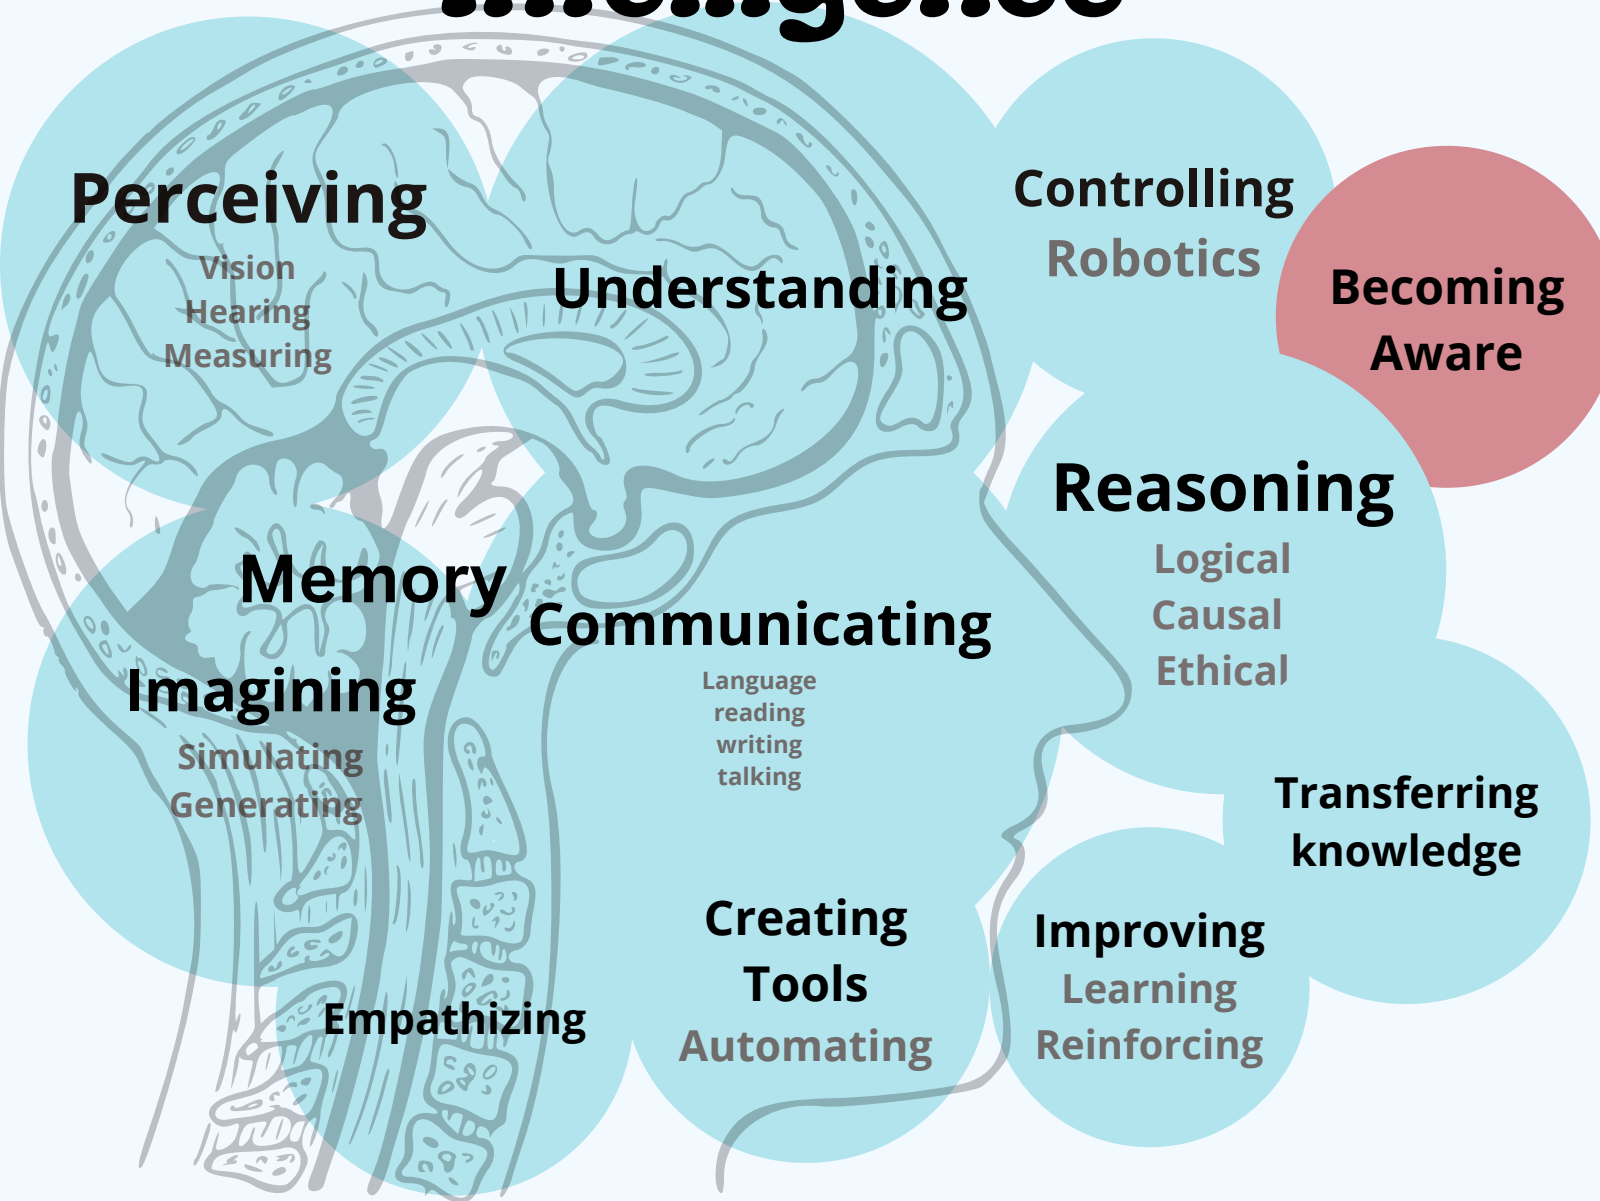 Intelligence
Perceiving
Vision
Hearing
Measuring
Understanding
Controlling
Robotics
Becoming
Aware
Reasoning
Logical
Causal
Ethical
Memory
Imagining
Simulating
Generating
Communicating
Language
reading
writing
talking
Transferring
knowledge
Creating
Tools
Automating
Improving
Learning
Reinforcing
Empathizing